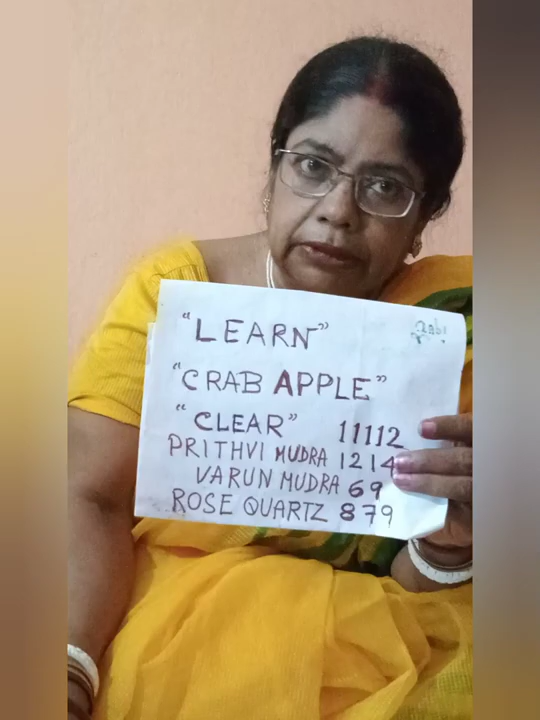 "LEARN"
"CRAB APPLE"
"CLEAR" 11112
PRITHVI MUDRA 1214
VARUN MUDRA 69
ROSE QUARTZ 879